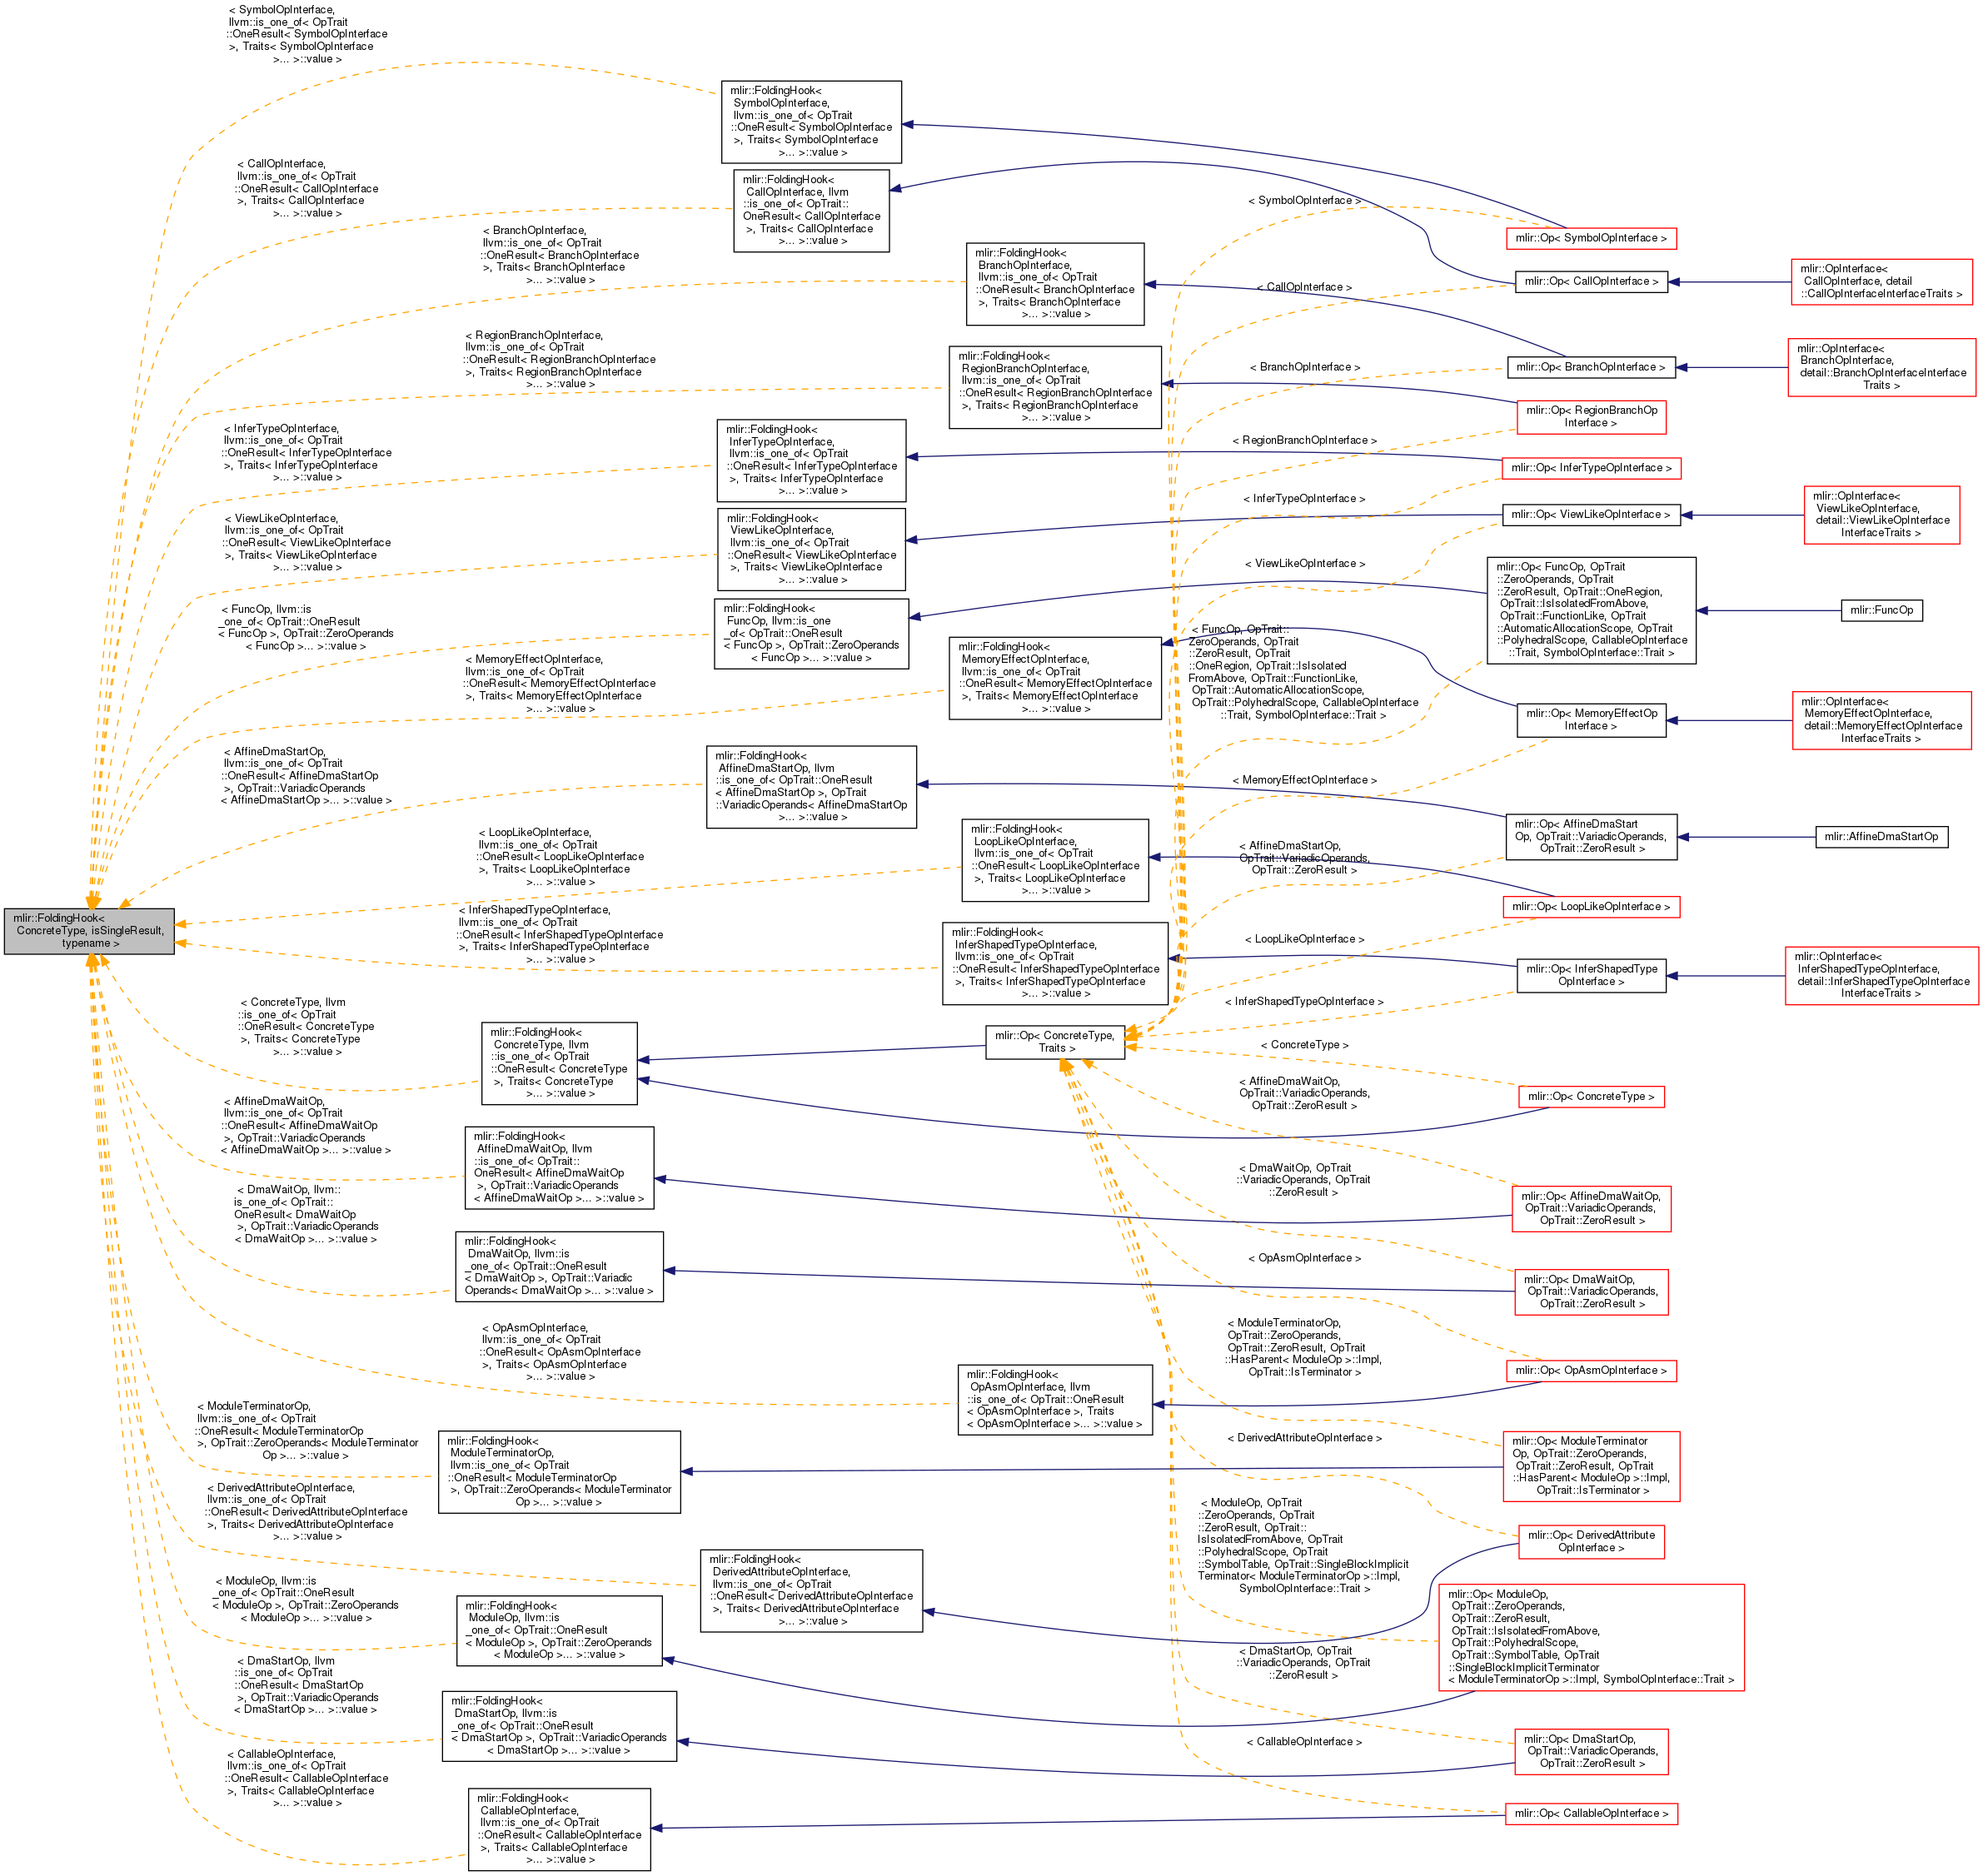 < SymbolOpInterface,
llvm::is_one_of< OpTrait
::OneResult< SymbolOpInterface
>, Traits< SymbolOpInterface
>... >::value >
< CallOpInterface,
llvm::is_one_of< OpTrait
::OneResult< CallOpInterface
>, Traits< CallOpInterface
>... >::value >
< BranchOpInterface,
llvm::is_one_of< OpTrait
::OneResult< BranchOpInterface
>, Traits< BranchOpInterface
>... >::value >
< RegionBranchOpInterface,
llvm::is_one_of< OpTrait
::OneResult< RegionBranchOpInterface
>, Traits< RegionBranchOpInterface
>... >::value >
< InferTypeOpInterface,
llvm::is_one_of< OpTrait
::OneResult< InferTypeOpInterface
>, Traits< InferTypeOpInterface
>... >::value >
< ViewLikeOpInterface,
llvm::is_one_of< OpTrait
::OneResult< ViewLikeOpInterface
>, Traits< ViewLikeOpInterface
>... >::value >
< FuncOp, llvm::is
_one_of< OpTrait::OneResult
< FuncOp >, OpTrait::ZeroOperands
< FuncOp >... >::value >
< MemoryEffectOpInterface,
llvm::is_one_of< OpTrait
::OneResult< MemoryEffectOpInterface
>, Traits< MemoryEffectOpInterface
>... >::value >
< AffineDmaStartOp,
llvm::is_one_of< OpTrait
::OneResult< AffineDmaStartOp
>, OpTrait::VariadicOperands
< AffineDmaStartOp >... >::value >
< LoopLikeOpInterface,
llvm::is_one_of< OpTrait
::OneResult< LoopLikeOpInterface
>, Traits< LoopLikeOpInterface
>... >::value >
< InferShapedTypeOpInterface,
llvm::is_one_of< OpTrait
::OneResult< InferShapedTypeOpInterface
>, Traits< InferShapedTypeOpInterface
>... >::value >
mlir::FoldingHook<
ConcreteType, isSingleResult,
typename >
< ConcreteType, llvm
::is_one_of< OpTrait
::OneResult< ConcreteType
>, Traits< ConcreteType
>... >::value >
< AffineDmaWaitOp,
llvm::is_one_of< OpTrait
::OneResult< AffineDmaWaitOp
>, OpTrait::VariadicOperands
< AffineDmaWaitOp >... >::value >
< DmaWaitOp, llvm::
is_one_of< OpTrait::
OneResult< DmaWaitOp
>, OpTrait::VariadicOperands
< DmaWaitOp >... >::value >
< OpAsmOpInterface,
llvm::is_one_of< OpTrait
::OneResult< OpAsmOpInterface
>, Traits< OpAsmOpInterface
>... >::value >
< ModuleTerminatorOp,
llvm::is_one_of< OpTrait
::OneResult< ModuleTerminatorOp
>, OpTrait::ZeroOperands< ModuleTerminator
Op >... >::value >
< DerivedAttributeOpInterface,
llvm::is_one_of< OpTrait
::OneResult< DerivedAttributeOpInterface
>, Traits< DerivedAttributeOpInterface
>... >::value >
< ModuleOp, llvm::is
_one_of< OpTrait::OneResult
< ModuleOp >, OpTrait::ZeroOperands
< ModuleOp >... >::value >
< DmaStartOp, llvm
::is_one_of< OpTrait
::OneResult< DmaStartOp
>, OpTrait::VariadicOperands
< DmaStartOp >... >::value >
< CallableOpInterface,
llvm::is_one_of< OpTrait
::OneResult< CallableOpInterface
>, Traits< CallableOpInterface
>... >::value >
mlir::FoldingHook<
SymbolOpInterface,
llvm::is_one_of< OpTrait
::OneResult< SymbolOpInterface
>, Traits< SymbolOpInterface
>... >::value >
mlir::FoldingHook<
CallOpInterface, llvm
::is_one_of< OpTrait::
OneResult< CallOpInterface
>, Traits< CallOpInterface
>... >::value >
mlir::FoldingHook<
BranchOpInterface,
llvm::is_one_of< OpTrait
::OneResult< BranchOpInterface
>, Traits< BranchOpInterface
>... >::value >
mlir::FoldingHook<
RegionBranchOpInterface,
llvm::is_one_of< OpTrait
::OneResult< RegionBranchOpInterface
>, Traits< RegionBranchOpInterface
>... >::value >
mlir::FoldingHook<
InferTypeOpInterface,
llvm::is_one_of< OpTrait
::OneResult< InferTypeOpInterface
>, Traits< InferTypeOpInterface
>... >::value >
mlir::FoldingHook<
ViewLikeOpInterface,
llvm::is_one_of< OpTrait
::OneResult< ViewLikeOpInterface
>, Traits< ViewLikeOpInterface
>... >::value >
mlir::FoldingHook<
FuncOp, llvm::is_one
_of< OpTrait::OneResult
< FuncOp >, OpTrait::ZeroOperands
< FuncOp >... >::value >
mlir::FoldingHook<
MemoryEffectOpInterface,
llvm::is_one_of< OpTrait
::OneResult< MemoryEffectOpInterface
>, Traits< MemoryEffectOpInterface
>... >::value >
mlir::FoldingHook<
AffineDmaStartOp, llvm
::is_one_of< OpTrait::OneResult
< AffineDmaStartOp >, OpTrait
::VariadicOperands< AffineDmaStartOp
>... >::value >
mlir::FoldingHook<
LoopLikeOpInterface,
llvm::is_one_of< OpTrait
::OneResult< LoopLikeOpInterface
>, Traits< LoopLikeOpInterface
>... >::value >
mlir::FoldingHook<
InferShapedTypeOpInterface,
llvm::is_one_of< OpTrait
::OneResult< InferShapedTypeOpInterface
>, Traits< InferShapedTypeOpInterface
>... >::value >
mlir::FoldingHook<
ConcreteType, llvm
::is_one_of< OpTrait
::OneResult< ConcreteType
>, Traits< ConcreteType
>... >::value >
mlir::FoldingHook<
AffineDmaWaitOp, llvm
::is_one_of< OpTrait::
OneResult< AffineDmaWaitOp
>, OpTrait::VariadicOperands
< AffineDmaWaitOp >... >::value >
mlir::FoldingHook<
DmaWaitOp, llvm::is
_one_of< OpTrait::OneResult
< DmaWaitOp >, OpTrait::Variadic
Operands< DmaWaitOp >... >::value >
mlir::FoldingHook<
OpAsmOpInterface, llvm
::is_one_of< OpTrait::OneResult
< OpAsmOpInterface >, Traits
< OpAsmOpInterface >... >::value >
mlir::FoldingHook<
ModuleTerminatorOp,
llvm::is_one_of< OpTrait
::OneResult< ModuleTerminatorOp
>, OpTrait::ZeroOperands< ModuleTerminator
Op >... >::value >
mlir::FoldingHook<
DerivedAttributeOpInterface,
llvm::is_one_of< OpTrait
::OneResult< DerivedAttributeOpInterface
>, Traits< DerivedAttributeOpInterface
>... >::value >
mlir::FoldingHook<
ModuleOp, llvm::is
_one_of< OpTrait::OneResult
< ModuleOp >, OpTrait::ZeroOperands
< ModuleOp >... >::value >
mlir::FoldingHook<
DmaStartOp, llvm::is
_one_of< OpTrait::OneResult
< DmaStartOp >, OpTrait::VariadicOperands
< DmaStartOp >... >::value >
mlir::FoldingHook<
CallableOpInterface,
llvm::is_one_of< OpTrait
::OneResult< CallableOpInterface
>, Traits< CallableOpInterface
>... >::value >
mlir::Op< ConcreteType,
Traits >
< SymbolOpInterface >
< CallOpInterface >
< BranchOpInterface >
< RegionBranchOpInterface >
< InferTypeOpInterface >
< ViewLikeOpInterface >
< FuncOp, OpTrait::
ZeroOperands, OpTrait
::ZeroResult, OpTrait
::OneRegion, OpTrait::IsIsolated
FromAbove, OpTrait::FunctionLike,
OpTrait::AutomaticAllocationScope,
OpTrait::PolyhedralScope, CallableOpInterface
::Trait, SymbolOpInterface::Trait >
< MemoryEffectOpInterface >
< AffineDmaStartOp,
OpTrait::VariadicOperands,
OpTrait::ZeroResult >
< LoopLikeOpInterface >
< InferShapedTypeOpInterface >
< ConcreteType >
< AffineDmaWaitOp,
OpTrait::VariadicOperands,
OpTrait::ZeroResult >
< DmaWaitOp, OpTrait
::VariadicOperands, OpTrait
::ZeroResult >
< OpAsmOpInterface >
< ModuleTerminatorOp,
OpTrait::ZeroOperands,
OpTrait::ZeroResult, OpTrait
::HasParent< ModuleOp >::Impl,
OpTrait::IsTerminator >
< DerivedAttributeOpInterface >
< ModuleOp, OpTrait
::ZeroOperands, OpTrait
::ZeroResult, OpTrait::
IsIsolatedFromAbove, OpTrait
::PolyhedralScope, OpTrait
::SymbolTable, OpTrait::SingleBlockImplicit
Terminator< ModuleTerminatorOp >::Impl,
SymbolOpInterface::Trait >
< DmaStartOp, OpTrait
::VariadicOperands, OpTrait
::ZeroResult >
< CallableOpInterface >
mlir::Op< SymbolOpInterface >
mlir::Op< CallOpInterface >
mlir::Op< BranchOpInterface >
mlir::Op< RegionBranchOp
Interface >
mlir::Op< InferTypeOpInterface >
mlir::Op< ViewLikeOpInterface >
mlir::Op< FuncOp, OpTrait
::ZeroOperands, OpTrait
::ZeroResult, OpTrait::OneRegion,
OpTrait::IsIsolatedFromAbove,
OpTrait::FunctionLike, OpTrait
::AutomaticAllocationScope, OpTrait
::PolyhedralScope, CallableOpInterface
::Trait, SymbolOpInterface::Trait >
mlir::Op< MemoryEffectOp
Interface >
mlir::Op< AffineDmaStart
Op, OpTrait::VariadicOperands,
OpTrait::ZeroResult >
mlir::Op< LoopLikeOpInterface >
mlir::Op< InferShapedType
OpInterface >
mlir::Op< ConcreteType >
mlir::Op< AffineDmaWaitOp,
OpTrait::VariadicOperands,
OpTrait::ZeroResult >
mlir::Op< DmaWaitOp,
OpTrait::VariadicOperands,
OpTrait::ZeroResult >
mlir::Op< OpAsmOpInterface >
mlir::Op< ModuleTerminator
Op, OpTrait::ZeroOperands,
OpTrait::ZeroResult, OpTrait
::HasParent< ModuleOp >::Impl,
OpTrait::IsTerminator >
mlir::Op< DerivedAttribute
OpInterface >
mlir::Op< ModuleOp,
OpTrait::ZeroOperands,
OpTrait::ZeroResult,
OpTrait::IsIsolatedFromAbove,
OpTrait::PolyhedralScope,
OpTrait::SymbolTable, OpTrait
::SingleBlockImplicitTerminator
< ModuleTerminatorOp >::Impl, SymbolOpInterface::Trait >
mlir::Op< DmaStartOp,
OpTrait::VariadicOperands,
OpTrait::ZeroResult >
mlir::Op< CallableOpInterface >
mlir::OpInterface<
CallOpInterface, detail
::CallOpInterfaceInterfaceTraits >
mlir::OpInterface<
BranchOpInterface,
detail::BranchOpInterfaceInterface
Traits >
mlir::OpInterface<
ViewLikeOpInterface,
detail::ViewLikeOpInterface
InterfaceTraits >
mlir::FuncOp
mlir::OpInterface<
MemoryEffectOpInterface,
detail::MemoryEffectOpInterface
InterfaceTraits >
mlir::AffineDmaStartOp
mlir::OpInterface<
InferShapedTypeOpInterface,
detail::InferShapedTypeOpInterface
InterfaceTraits >